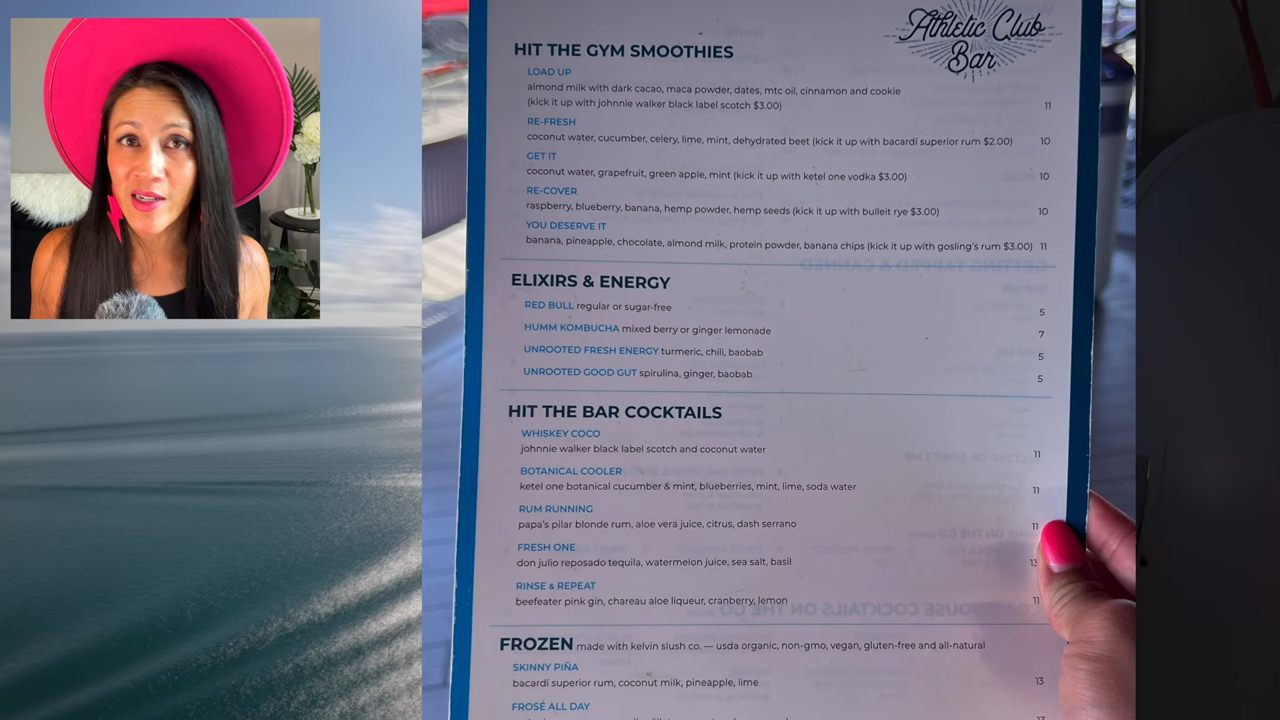 Athletic Club
Bar
HIT THE GYM SMOOTHIES
LOAD UP
almond milk with dark cacao, maca powder, dates, mtc oil, cinnamon and cookie
(kick it up with johnnie walker black label scotch $3.00) 11
RE-FRESH
coconut water, cucumber, celery, lime, mint, dehydrated beet (kick it up with bacardí superior rum $2.00) 10
GET IT
coconut water, grapefruit, green apple, mint (kick it up with ketel one vodka $3.00) 10
RE-COVER
raspberry, blueberry, banana, hemp powder, hemp seeds (kick it up with bulleit rye $3.00) 10
YOU DESERVE IT
banana, pineapple, chocolate, almond milk, protein powder, banana chips (kick it up with gosling's rum $3.00) 11
ELIXIRS & ENERGY
RED BULL regular or sugar-free 5
HUMM KOMBUCHA mixed berry or ginger lemonade 7
UNROOTED FRESH ENERGY turmeric, chili, baobab 5
UNROOTED GOOD GUT spirulina, ginger, baobab 5
HIT THE BAR COCKTAILS
WHISKEY COCO
johnnie walker black label scotch and coconut water 11
BOTANICAL COOLER
ketel one botanical cucumber & mint, blueberries, mint, lime, soda water 11
RUM RUNNING
papa's pilar blonde rum, aloe vera juice, citrus, dash serrano 11
FRESH ONE
don julio reposado tequila, watermelon juice, sea salt, basil 13
RINSE & REPEAT
beefeater pink gin, chareau aloe liqueur, cranberry, lemon 11
FROZEN made with kelvin slush co. — usda organic, non-gmo, vegan, gluten-free and all-natural
SKINNY PIÑA
bacardí superior rum, coconut milk, pineapple, lime 13
FROSÉ ALL DAY